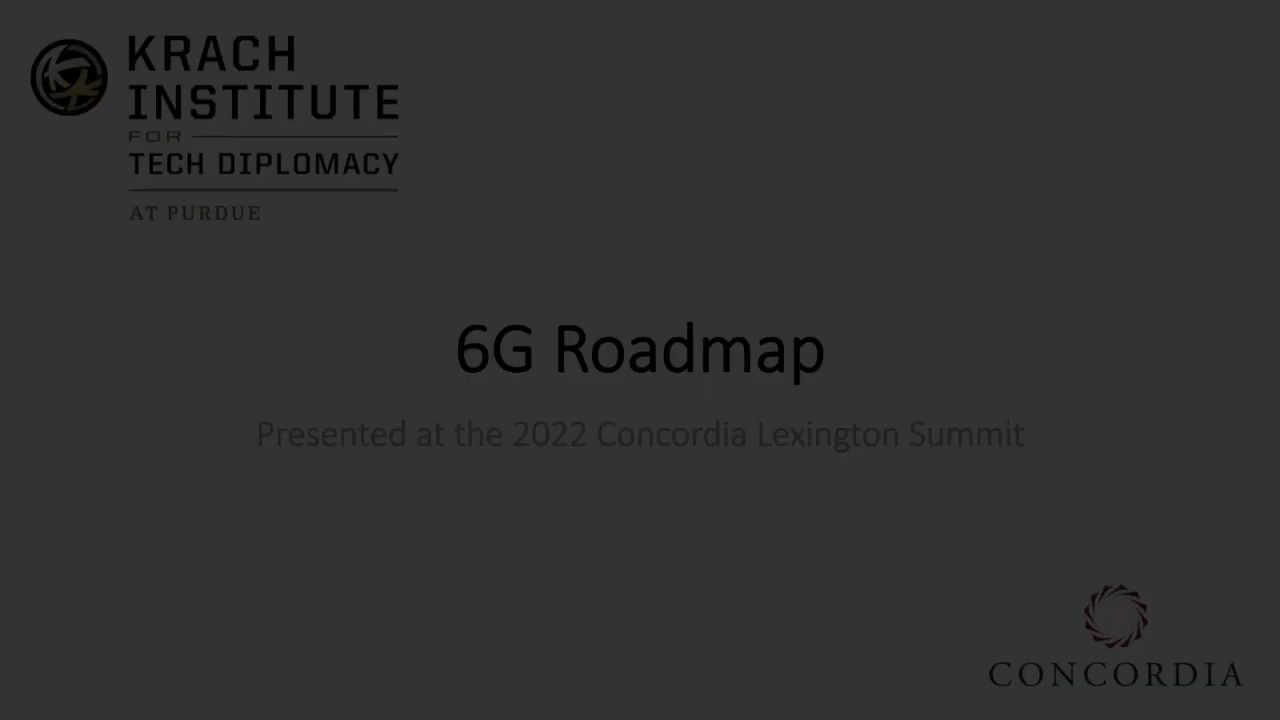 KRACH
INSTITUTE
FOR
TECH DIPLOMACY
AT PURDUE
6G Roadmap
Presented at the 2022 Concordia Lexington Summit
CONCORDIA